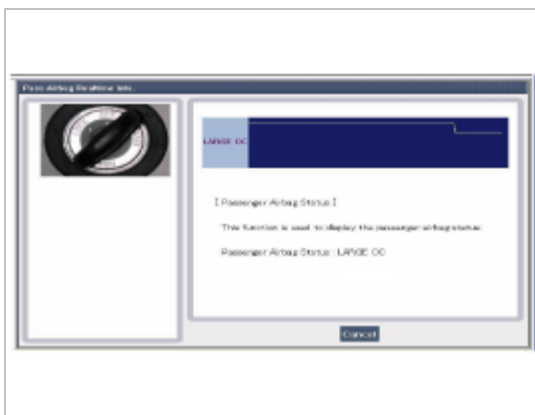 Pass Airbag Realtime Info.
LARGE OC
[ Passenger Airbag Status ]
This function is used to display the passenger airbag status
Passenger Airbag Status : LARGE OC
Cancel